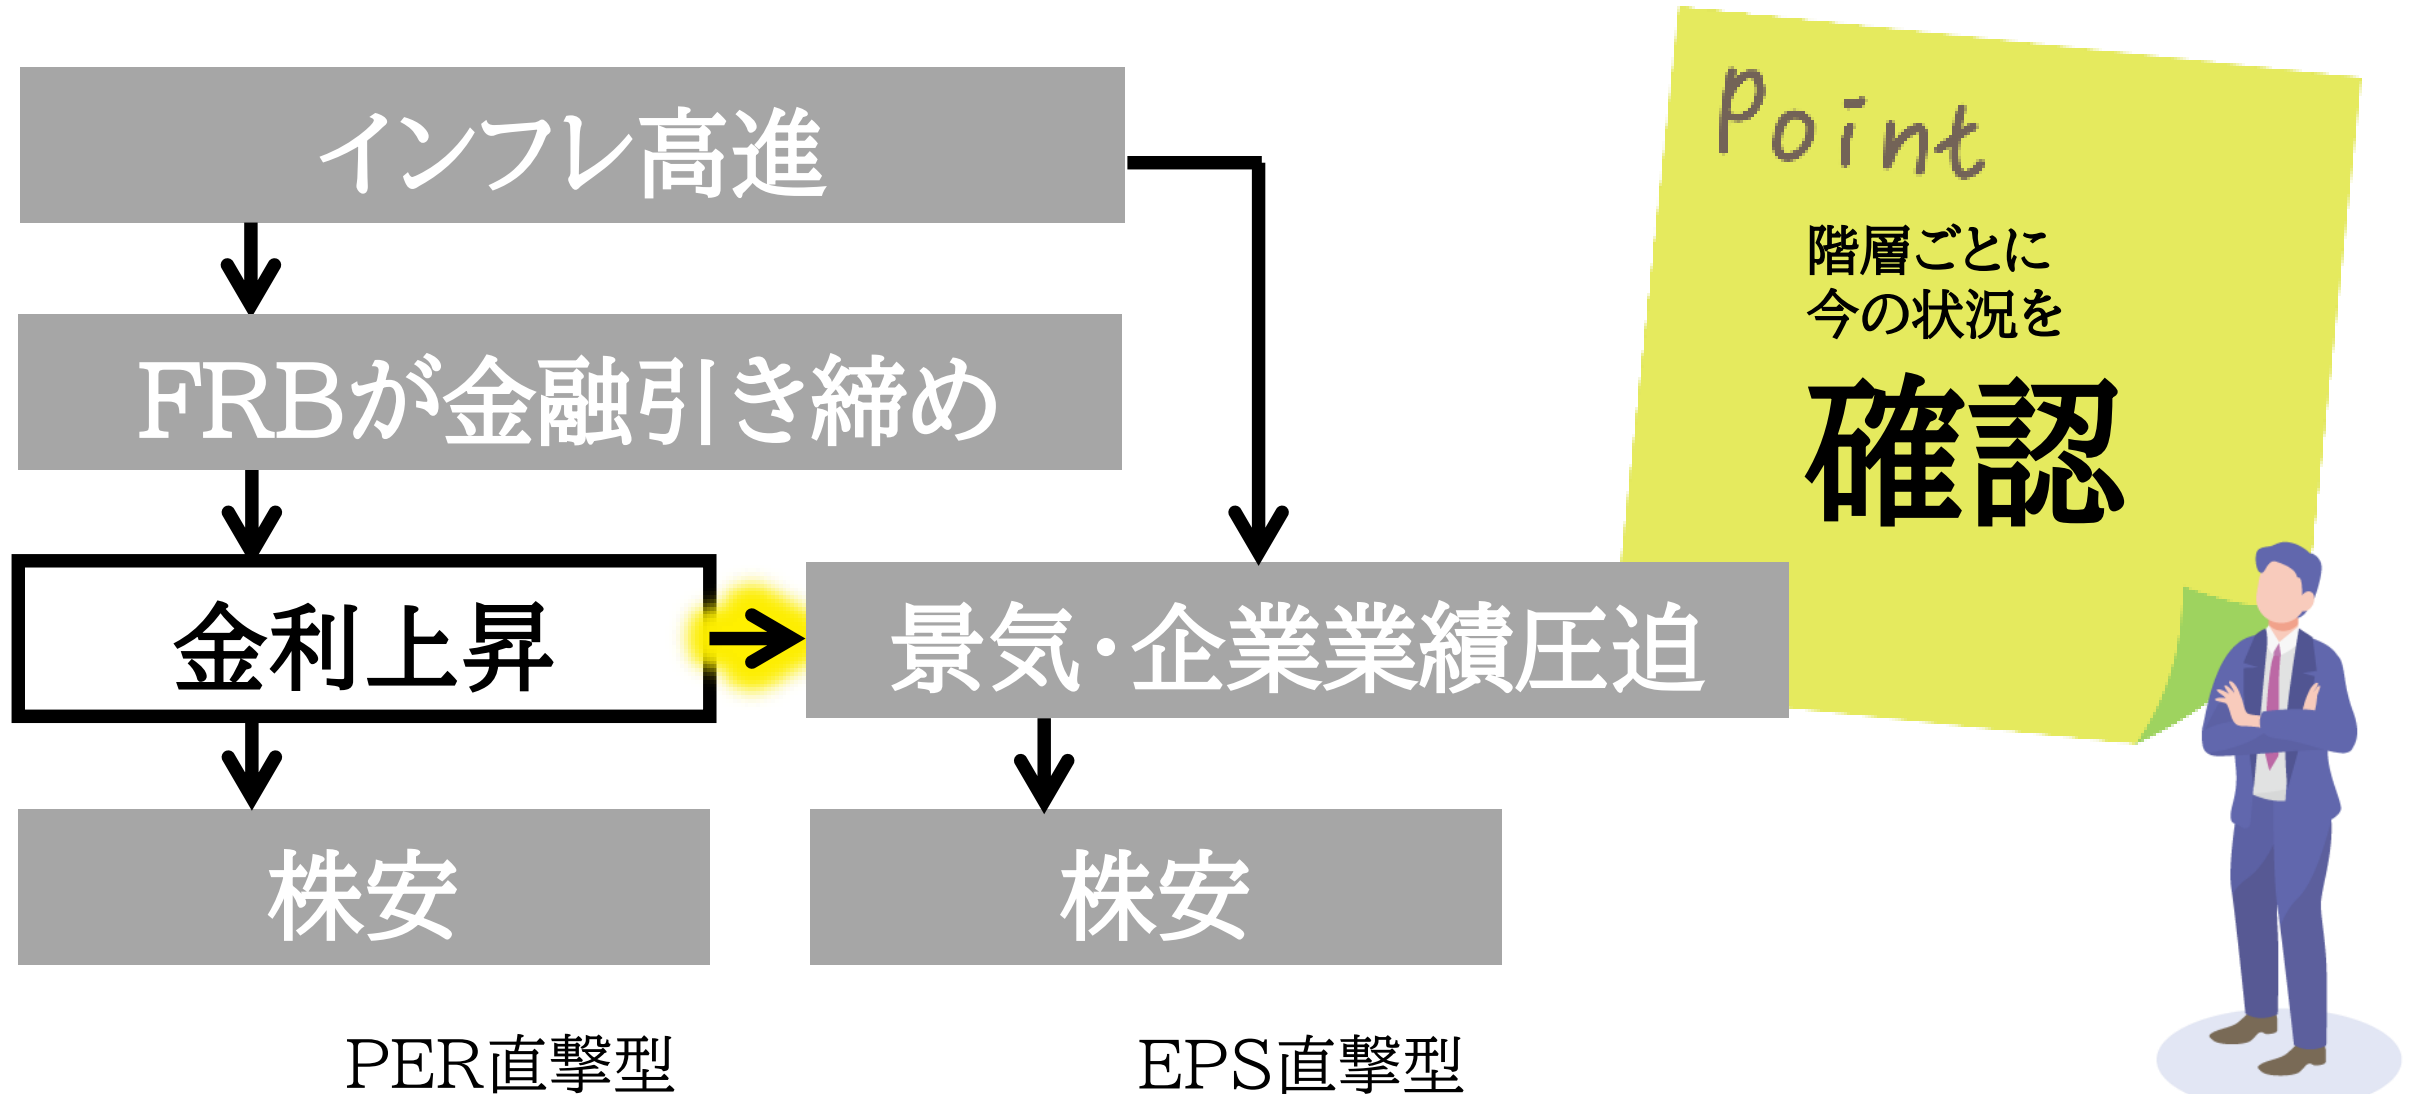 インフレ高進
FRBが金融引き締め
金利上昇
景気・企業業績圧迫
株安
株安
PER直撃型
EPS直撃型
Point
階層ごとに
今の状況を
確認